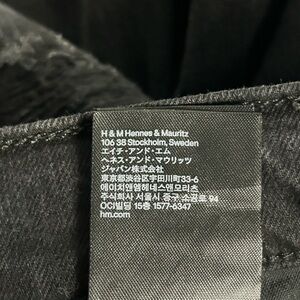 H & M Hennes & Mauritz
106 38 Stockholm, Sweden
エイチ・アンド・エム
ヘネス・アンド・マウリッツ
ジャパン株式会社
東京都渋谷区宇田川町33-6
에이치앤엠헤네스앤모리츠
주식회사 서울시 중구 소공로 94
OCI빌딩 15층 1577-6347
hm.com